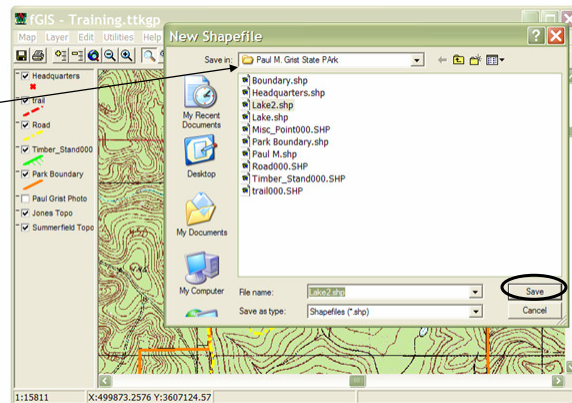 fGIS - Training.ttkgp
Map Layer Edit Utilities Help
New Shapefile
Save in: Paul M. Grist State PArk
Headquarters
trail
Road
Timber_Stand000
Park Boundary
Paul Grist Photo
Jones Topo
Summerfield Topo
My Recent Documents
Desktop
My Documents
My Computer
Boundary.shp
Headquarters.shp
Lake2.shp
Lake.shp
Misc_Point000.SHP
Park Boundary.shp
Paul M.shp
Road000.SHP
Timber_Stand000.SHP
trail000.SHP
File name: Lake2.shp
Save
Save as type: Shapefiles (*.shp)
Cancel
1:15811 X:499873.2576 Y:3607124.57